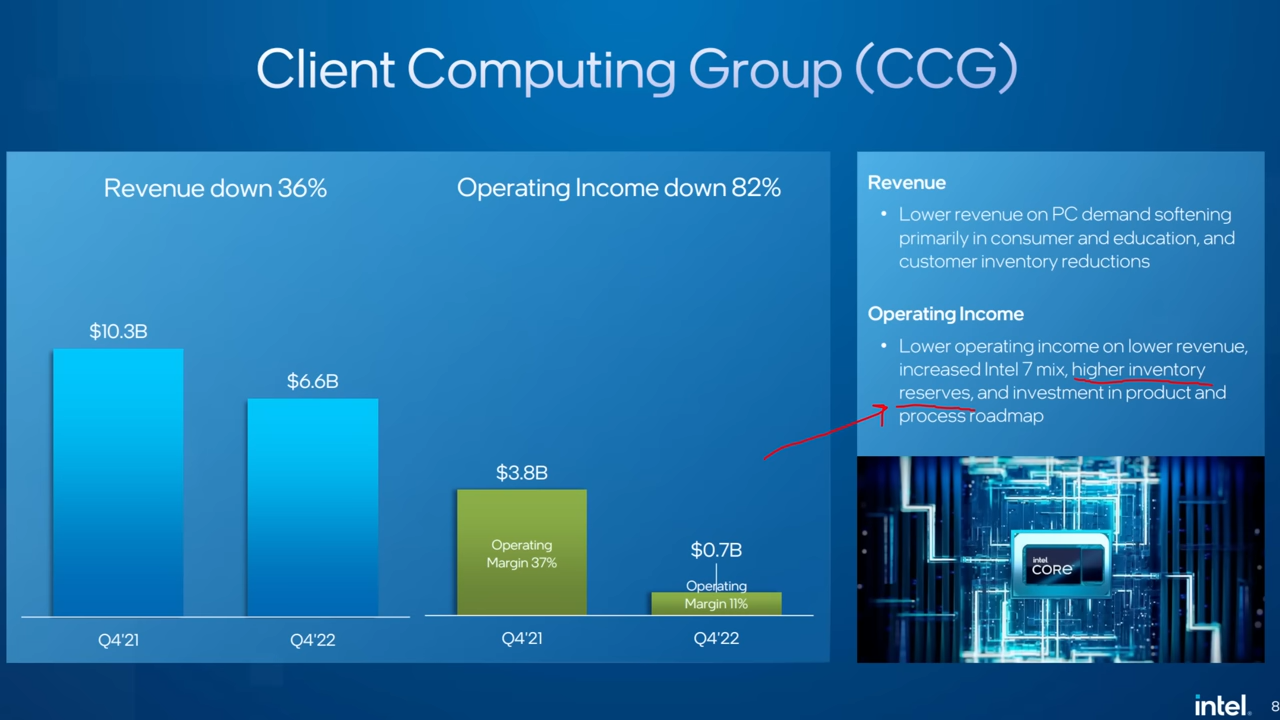 Client Computing Group (CCG)
Revenue down 36%
$10.3B
$6.6B
Q4'21
Q4'22
Operating Income down 82%
$3.8B
Operating
Margin 37%
$0.7B
Operating
Margin 11%
Q4'21
Q4'22
Revenue
• Lower revenue on PC demand softening
primarily in consumer and education, and
customer inventory reductions
Operating Income
• Lower operating income on lower revenue,
increased Intel 7 mix, higher inventory
reserves, and investment in product and
process roadmap
intel
CORE
intel.
8